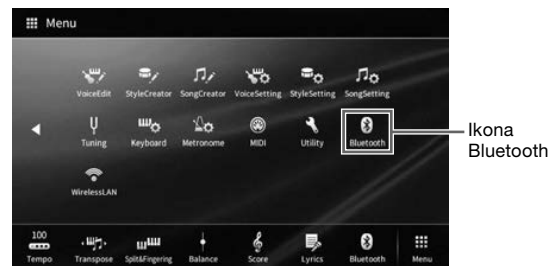 Menu
VoiceEdit StyleCreator SongCreator VoiceSetting StyleSetting SongSetting
Tuning Keyboard Metronome MIDI Utility Bluetooth
Ikona
Bluetooth
WirelessLAN
100
Tempo Transpose Split&Fingering Balance Score Lyrics Bluetooth Menu